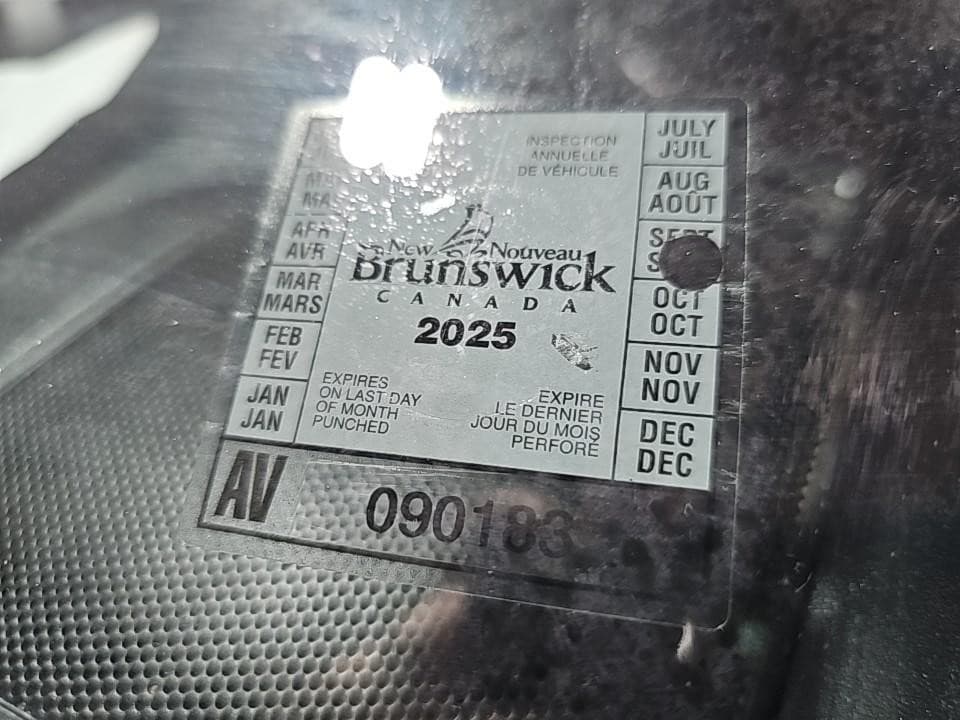 INSPECTION
ANNUELLE
DE VÉHICULE
New Nouveau
Brunswick
CANADA
2025
EXPIRES
ON LAST DAY
OF MONTH
PUNCHED
EXPIRE
LE DERNIER
JOUR DU MOIS
PERFORÉ
APR
AVR
MAR
MARS
FEB
FEV
JAN
JAN
JULY
JUIL
AUG
AOÛT
SEPT
OCT
OCT
NOV
NOV
DEC
DEC
AV
090183